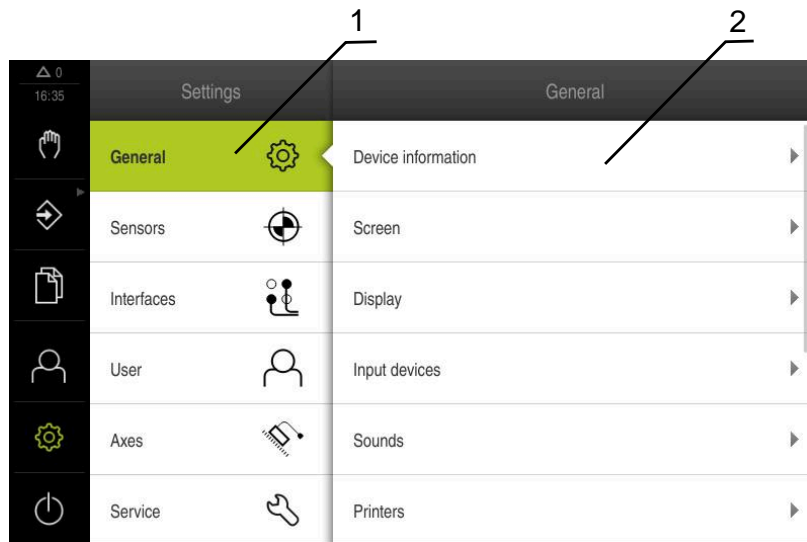 1
2
0
16:35
Settings
General
General
Device information
Sensors
Screen
Interfaces
Display
User
Input devices
Axes
Sounds
Service
Printers